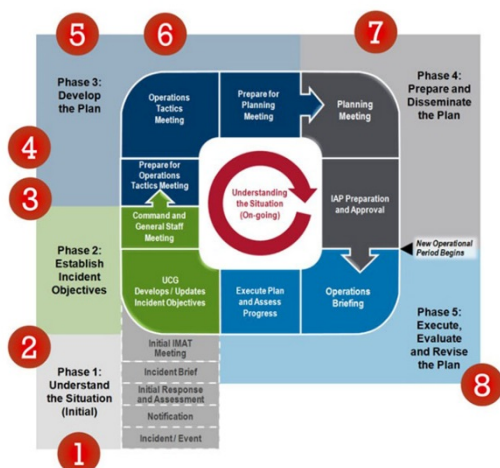 5
6
7
Phase 3:
Develop
the Plan
Operations
Tactics
Meeting
Prepare for
Planning
Meeting
Planning
Meeting
Phase 4:
Prepare and
Disseminate
the Plan
4
3
Prepare for
Operations
Tactics Meeting
Understanding
the Situation
(On-going)
IAP Preparation
and Approval
Command and
General Staff
Meeting
New Operational
Period Begins
Phase 2:
Establish
Incident
Objectives
UCG
Develops / Updates
Incident Objectives
Execute Plan
and Assess
Progress
Operations
Briefing
Phase 5:
Execute,
Evaluate
and Revise
the Plan
2
8
Phase 1:
Understand
the Situation
(Initial)
1
Initial IMAT
Meeting
Incident Brief
Initial Response
and Assessment
Notification
Incident / Event